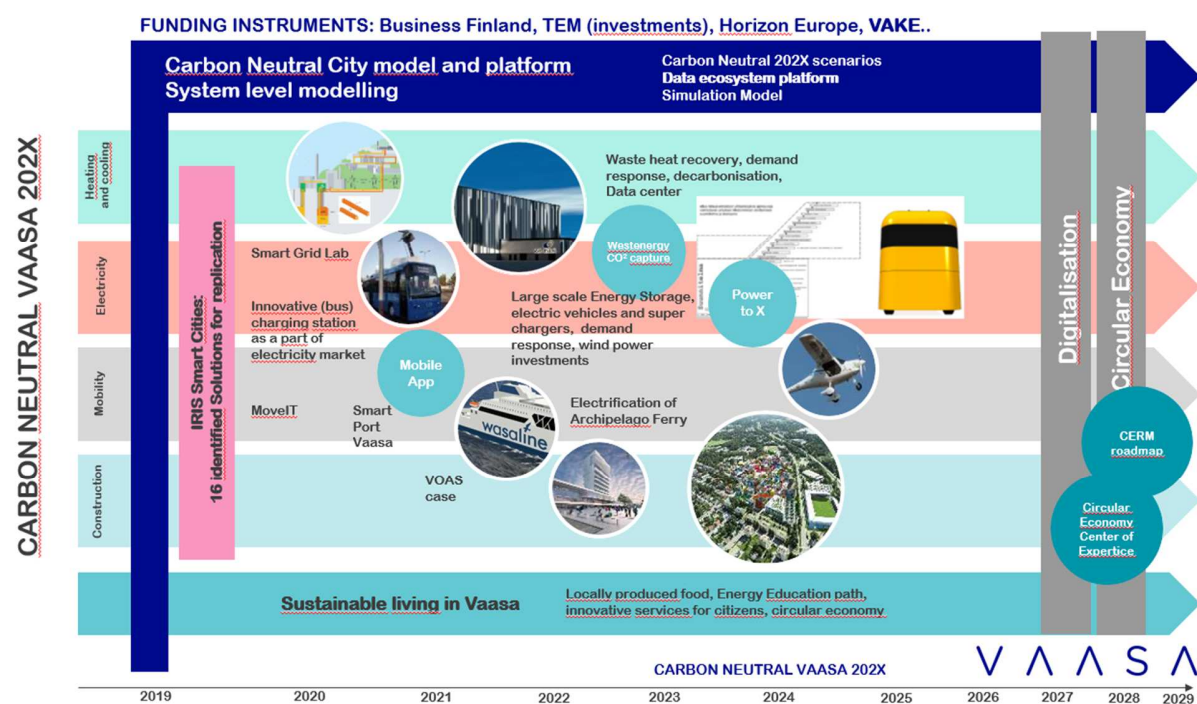 FUNDING INSTRUMENTS: Business Finland, TEM (investments), Horizon Europe, VAKE..
Carbon Neutral City model and platform
System level modelling
Carbon Neutral 202X scenarios
Data ecosystem platform
Simulation Model
CARBON NEUTRAL VAASA 202X
Heating
and cooling
Electricity
Mobility
Construction
IRIS Smart Cities:
16 identified Solutions for replication
Waste heat recovery, demand
response, decarbonisation,
Data center
Smart Grid Lab
Westenergy
CO² capture
Innovative (bus)
charging station
as a part of
electricity market
Large scale Energy Storage,
electric vehicles and super
chargers, demand
response, wind power
investments
Power
to X
Mobile
App
MoveIT
Smart
Port
Vaasa
wasaline
Electrification of
Archipelago Ferry
VOAS
case
Digitalisation
Circular Economy
CERM
roadmap
Circular
Economy
Center of
Expertice
Sustainable living in Vaasa
Locally produced food, Energy Education path,
innovative services for citizens, circular economy
CARBON NEUTRAL VAASA 202X
VAASA
2019
2020
2021
2022
2023
2024
2025
2026
2027
2028
2029